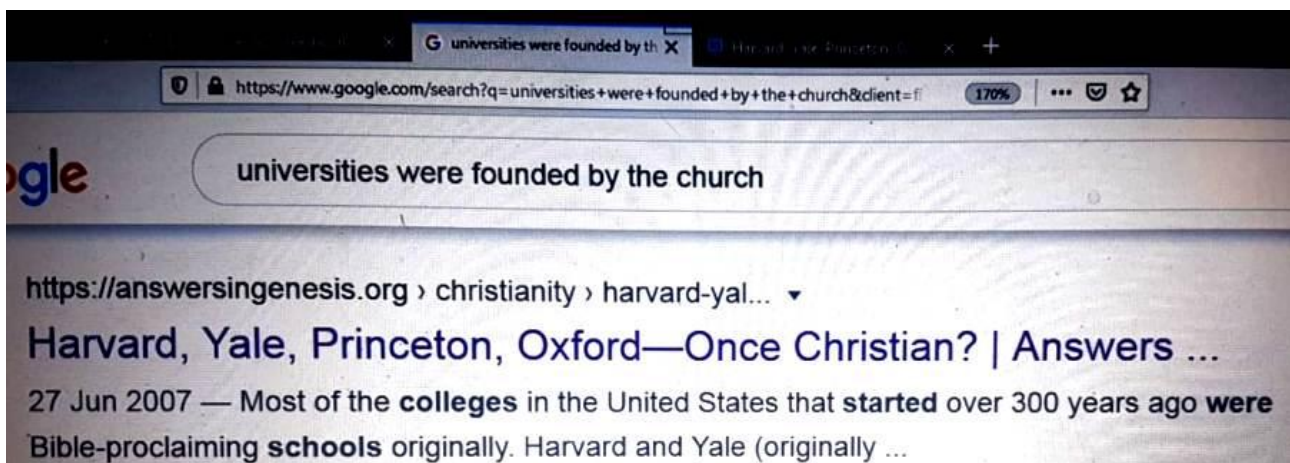 G universities were founded by th X
https://www.google.com/search?q=universities+were+founded+by+the+church&client=fi
170%
ogle
universities were founded by the church
https://answersingenesis.org › christianity › harvard-yal...
Harvard, Yale, Princeton, Oxford—Once Christian? | Answers ...
27 Jun 2007 — Most of the colleges in the United States that started over 300 years ago were
Bible-proclaiming schools originally. Harvard and Yale (originally ...